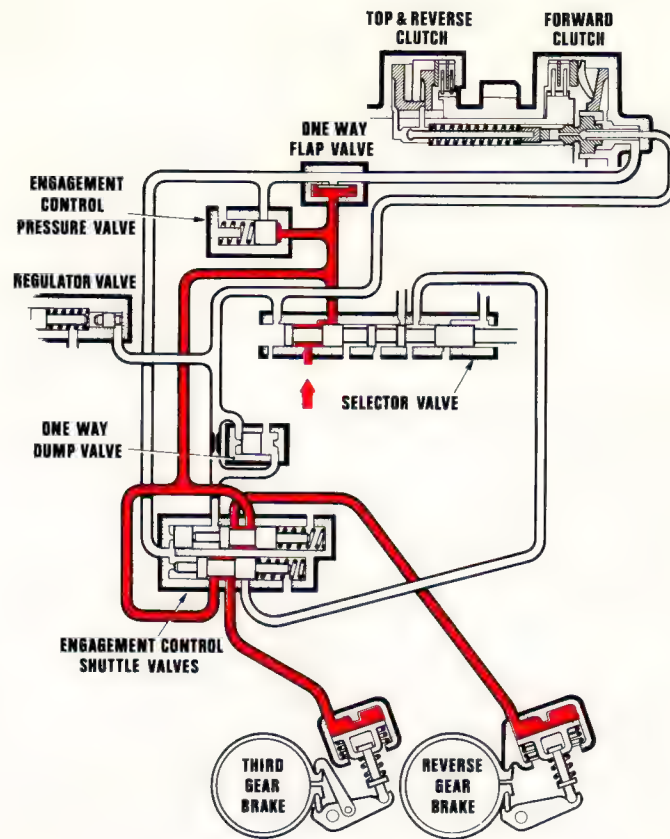 TOP & REVERSE
CLUTCH
FORWARD
CLUTCH
ONE WAY
FLAP VALVE
ENGAGEMENT
CONTROL
PRESSURE VALVE
REGULATOR VALVE
SELECTOR VALVE
ONE WAY
DUMP VALVE
ENGAGEMENT CONTROL
SHUTTLE VALVES
THIRD
GEAR
BRAKE
REVERSE
GEAR
BRAKE